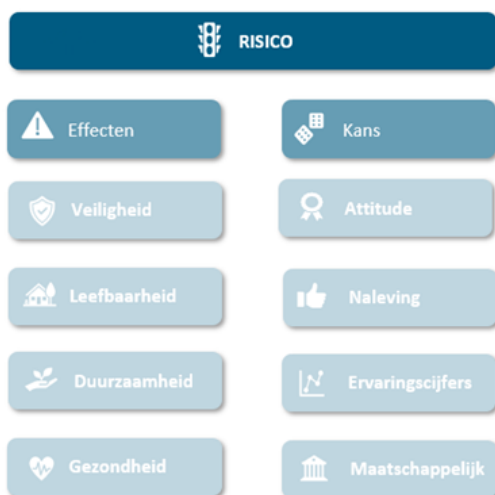 RISICO
Effecten
Kans
Veiligheid
Attitude
Leefbaarheid
Naleving
Duurzaamheid
Ervaringscijfers
Gezondheid
Maatschappelijk